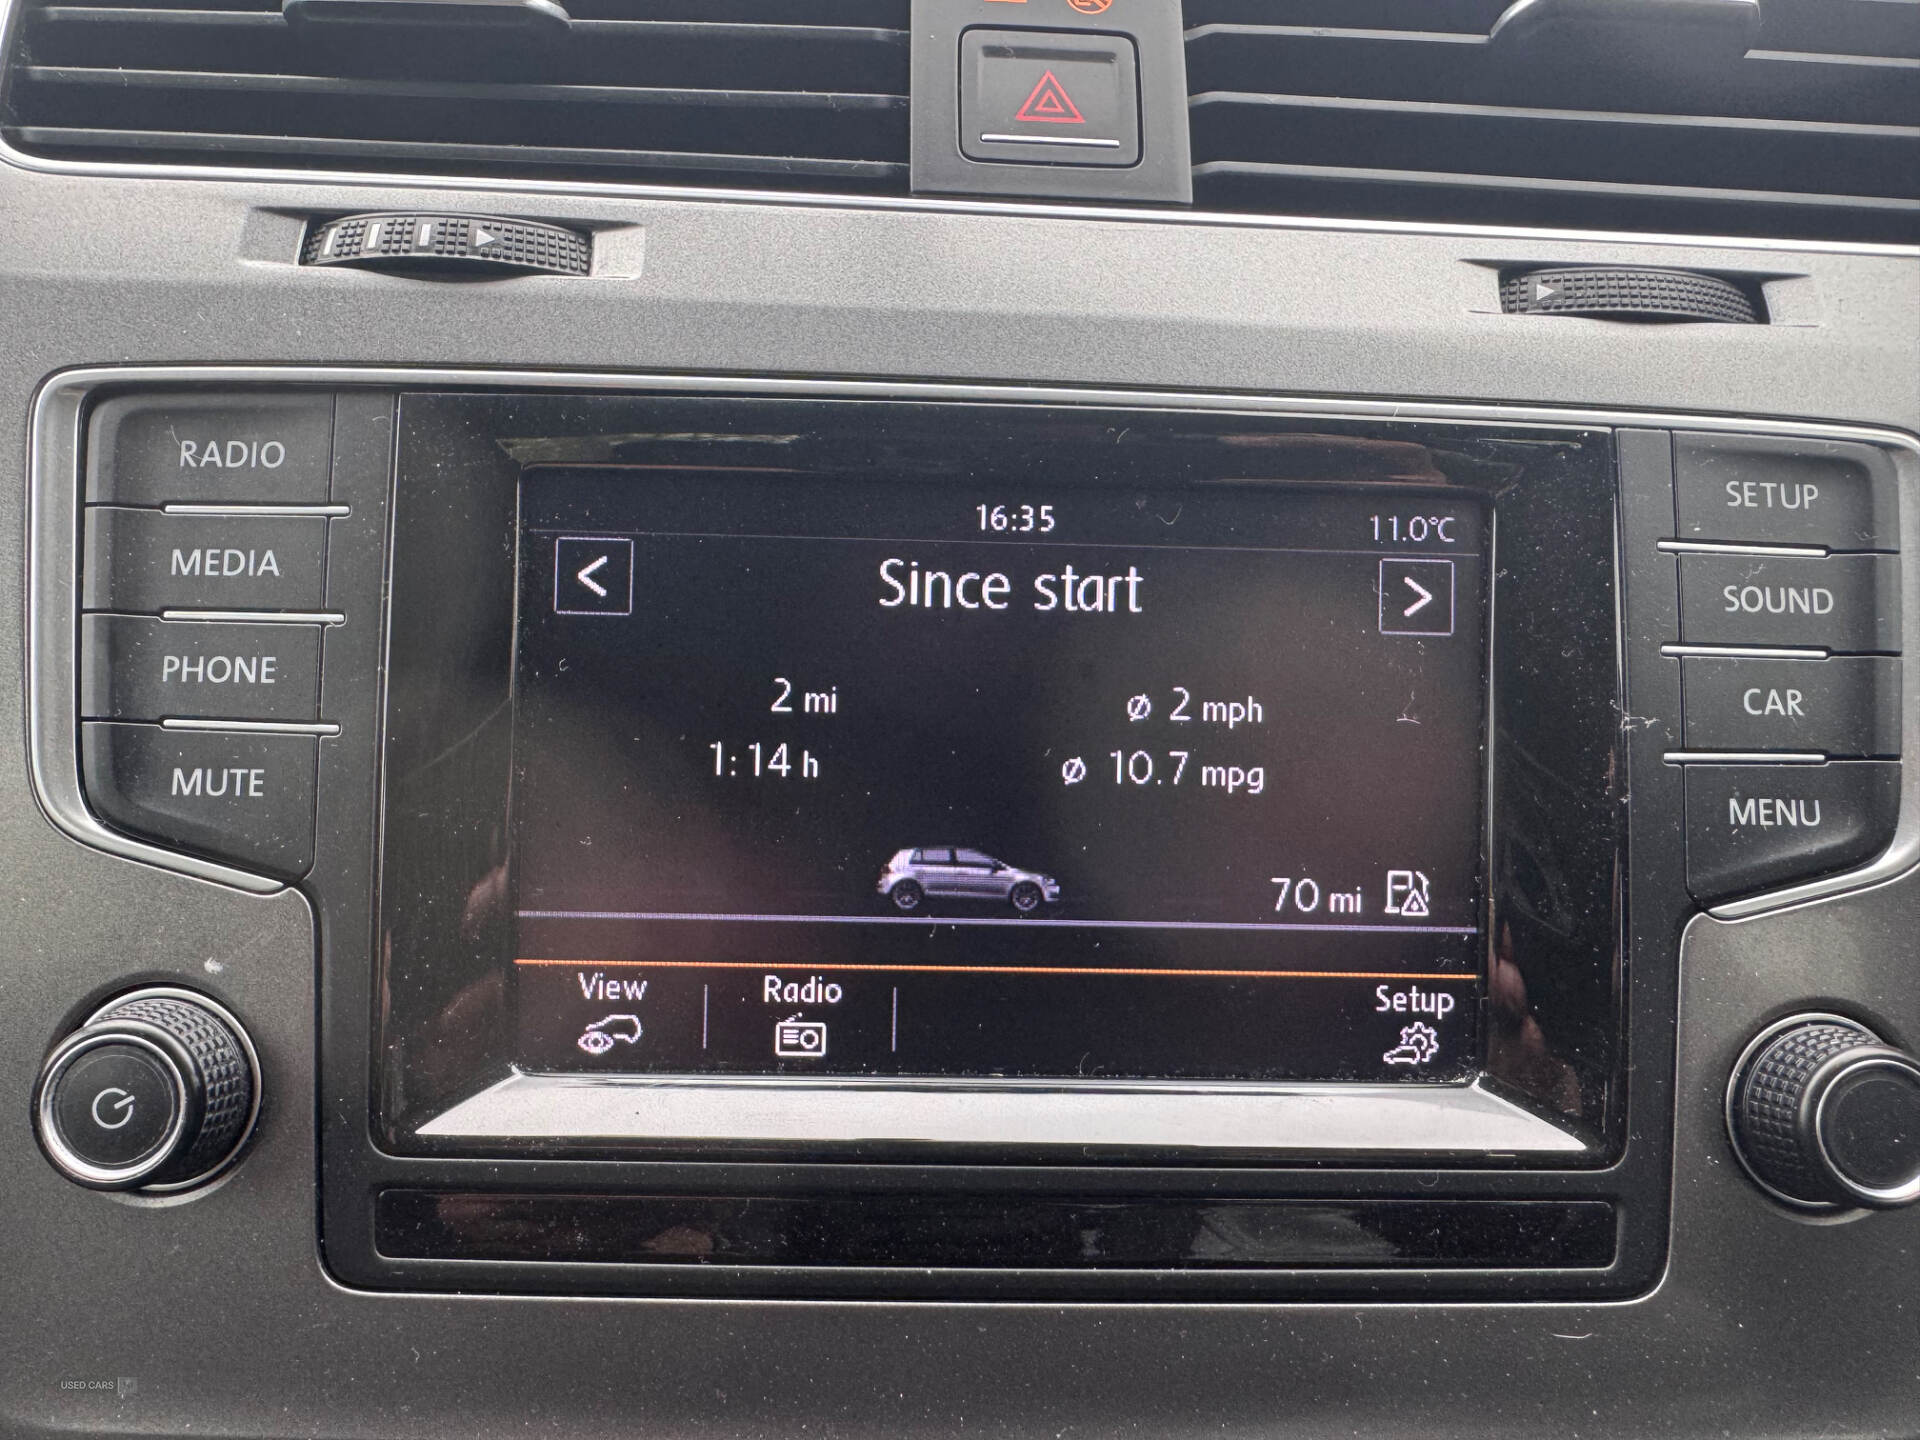 RADIO
MEDIA
PHONE
MUTE
16:35
11.0°C
<
Since start
>
2 mi
ø 2 mph
1:14 h
ø 10.7 mpg
70 mi
View
Radio
Setup
SETUP
SOUND
CAR
MENU
USED CARS